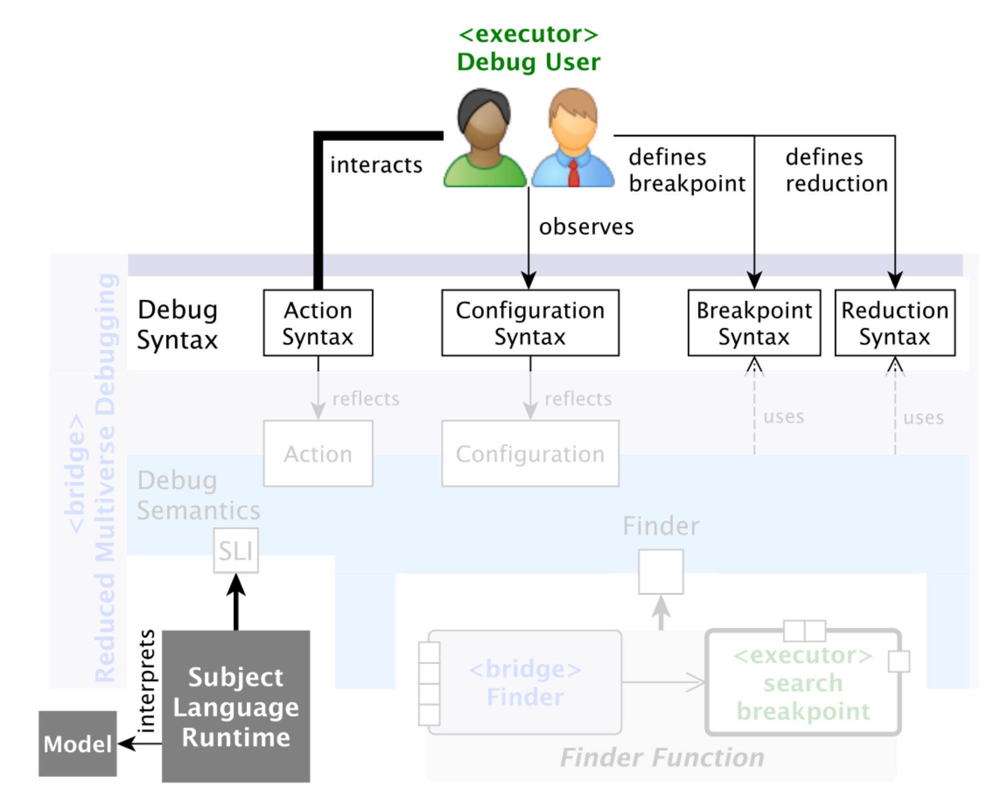 <executor>
Debug User
interacts
defines
breakpoint
defines
reduction
observes
<bridge>
Reduced Multiverse Debugging
Debug
Syntax
Action
Syntax
Configuration
Syntax
Breakpoint
Syntax
Reduction
Syntax
reflects
reflects
uses
uses
Action
Configuration
Debug
Semantics
SLI
Finder
interprets
Subject
Language
Runtime
Model
<bridge>
Finder
<executor>
search
breakpoint
Finder Function